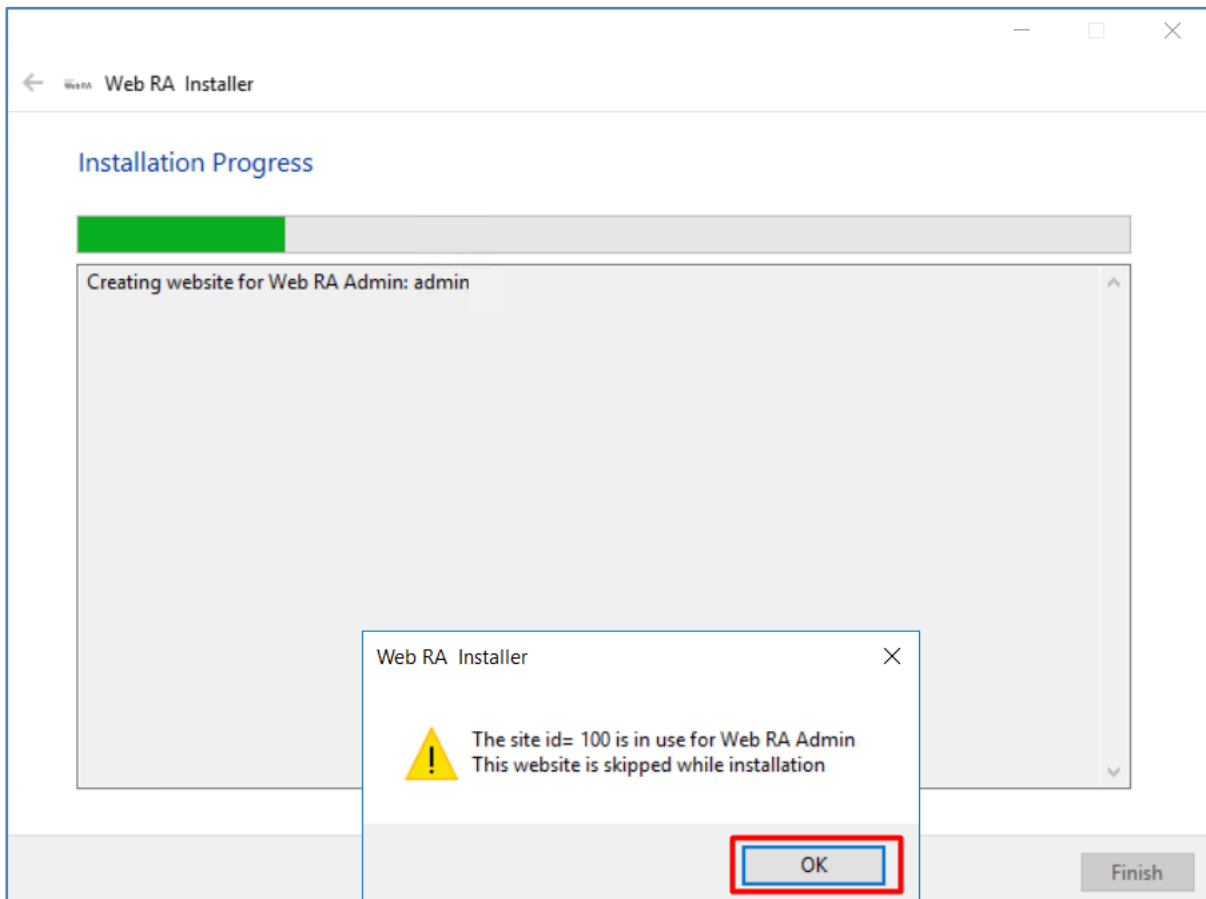 Web RA Installer
Installation Progress
Creating website for Web RA Admin: admin
Web RA Installer
The site id= 100 is in use for Web RA Admin
This website is skipped while installation
OK
Finish